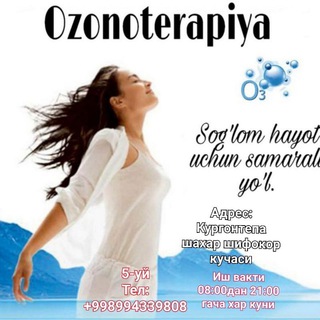 Ozonoterapiya
O₃
Sog'lom hayot
uchun samarali
yo'l.
Адрес:
Кургонтепа
шахар шифокор
кучаси
5-уй
Тел:
+998994339808
Иш вакти
08:00дан 21:00
гача хар куни